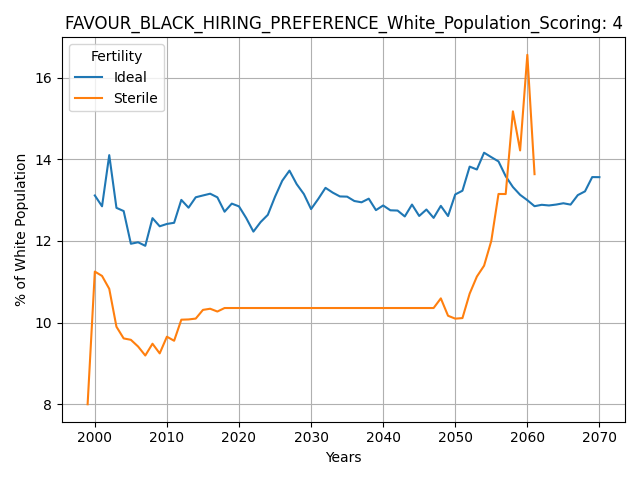 FAVOUR_BLACK_HIRING_PREFERENCE_White_Population_Scoring: 4
Fertility
Ideal
Sterile
% of White Population
16
14
12
10
8
2000 2010 2020 2030 2040 2050 2060 2070
Years